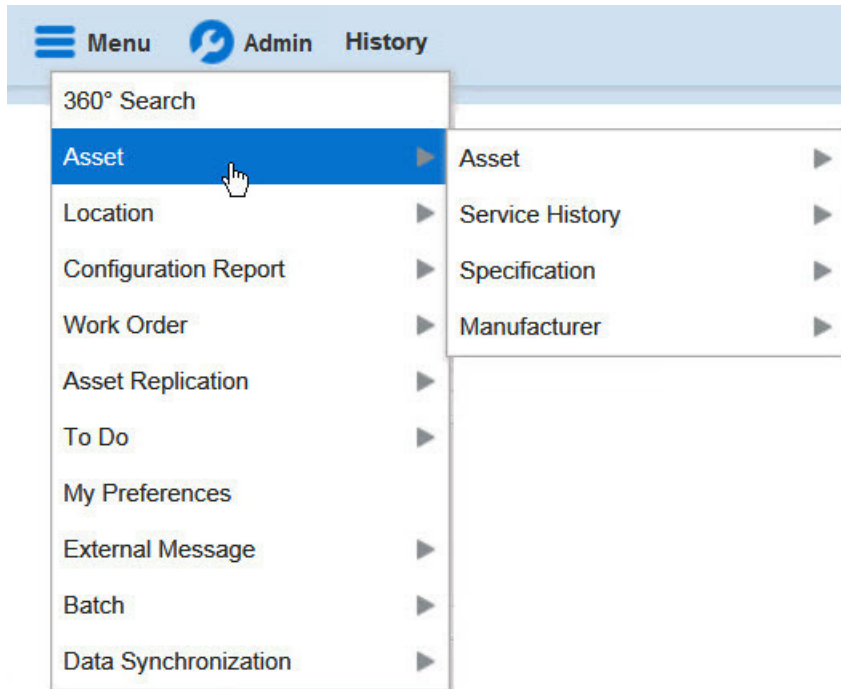 Menu Admin History
360° Search
Asset
Location
Configuration Report
Work Order
Asset Replication
To Do
My Preferences
External Message
Batch
Data Synchronization
Asset
Service History
Specification
Manufacturer